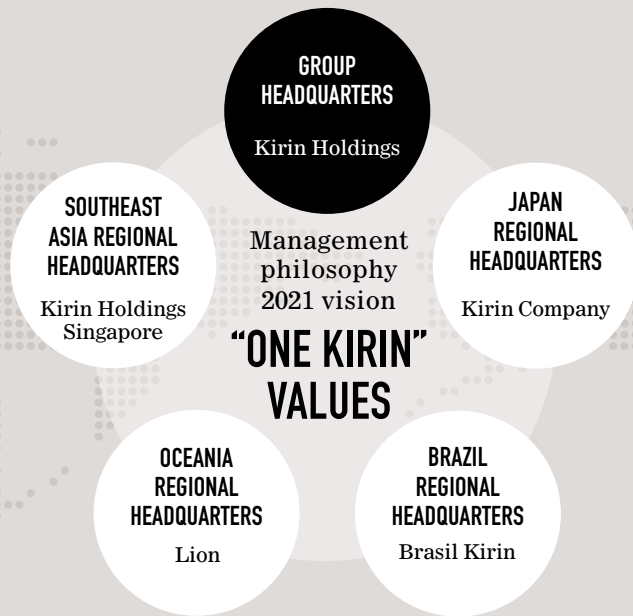 GROUP
HEADQUARTERS
Kirin Holdings
SOUTHEAST
ASIA REGIONAL
HEADQUARTERS
Kirin Holdings
Singapore
JAPAN
REGIONAL
HEADQUARTERS
Kirin Company
Management
philosophy
2021 vision
“ONE KIRIN”
VALUES
OCEANIA
REGIONAL
HEADQUARTERS
Lion
BRAZIL
REGIONAL
HEADQUARTERS
Brasil Kirin